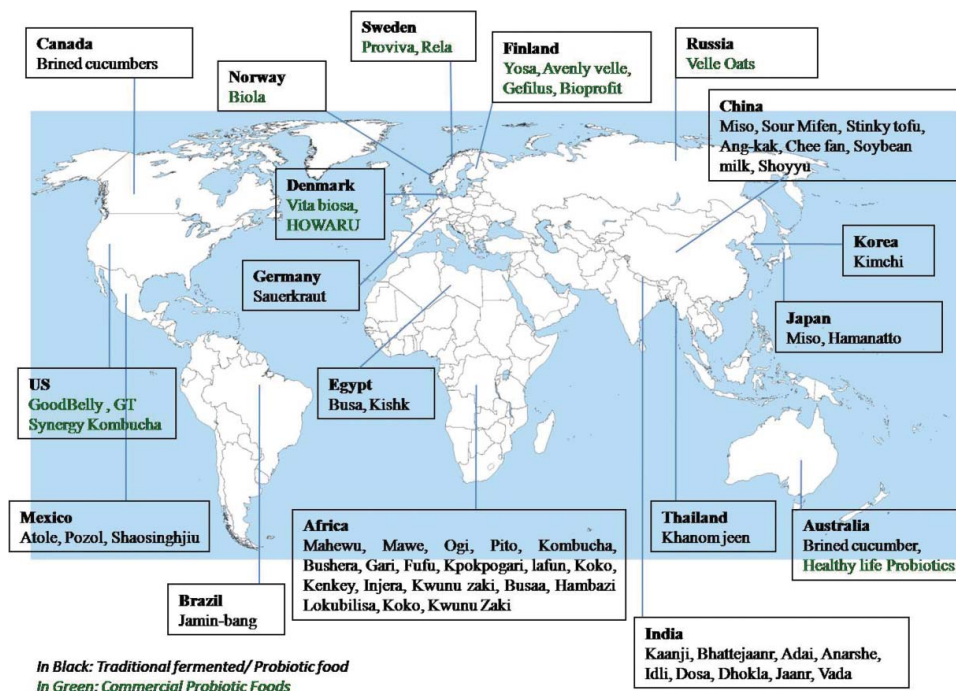 Sweden
Proviva, Rela
Canada
Brined cucumbers
Finland
Yosa, Avenly velle,
Gefilus, Bioprofit
Russia
Velle Oats
Norway
Biola
China
Miso, Sour Mifen, Stinky tofu,
Ang-kak, Chee fan, Soybean
milk, Shoyyu
Denmark
Vita biosa,
HOWARU
Korea
Kimchi
Germany
Sauerkraut
Japan
Miso, Hamanatto
US
GoodBelly , GT
Synergy Kombucha
Egypt
Busa, Kishk
Mexico
Atole, Pozol, Shaosinghjiu
Africa
Mahewu, Mawe, Ogi, Pito, Kombucha,
Bushera, Gari, Fufu, Kpokpogari, lafun, Koko,
Kenkey, Injera, Kwunu zaki, Busaa, Hambazi
Lokubilisa, Koko, Kwunu Zaki
Thailand
Khanom jeen
Australia
Brined cucumber,
Healthy life Probiotics
Brazil
Jamin-bang
India
Kaanji, Bhattejaanr, Adai, Anarshe,
Idli, Dosa, Dhokla, Jaanr, Vada
In Black: Traditional fermented/ Probiotic food
In Green: Commercial Probiotic Foods